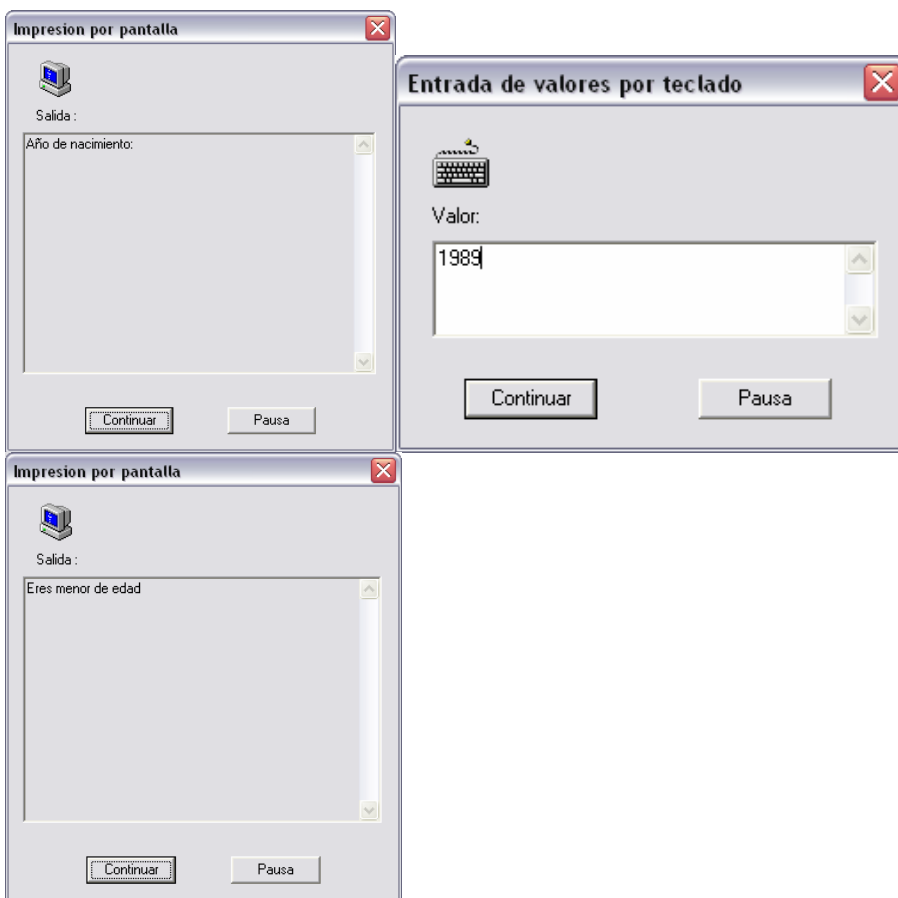 Impresion por pantalla
Salida :
Año de nacimiento:
Continuar
Pausa
Entrada de valores por teclado
Valor:
1989
Continuar
Pausa
Impresion por pantalla
Salida :
Eres menor de edad
Continuar
Pausa